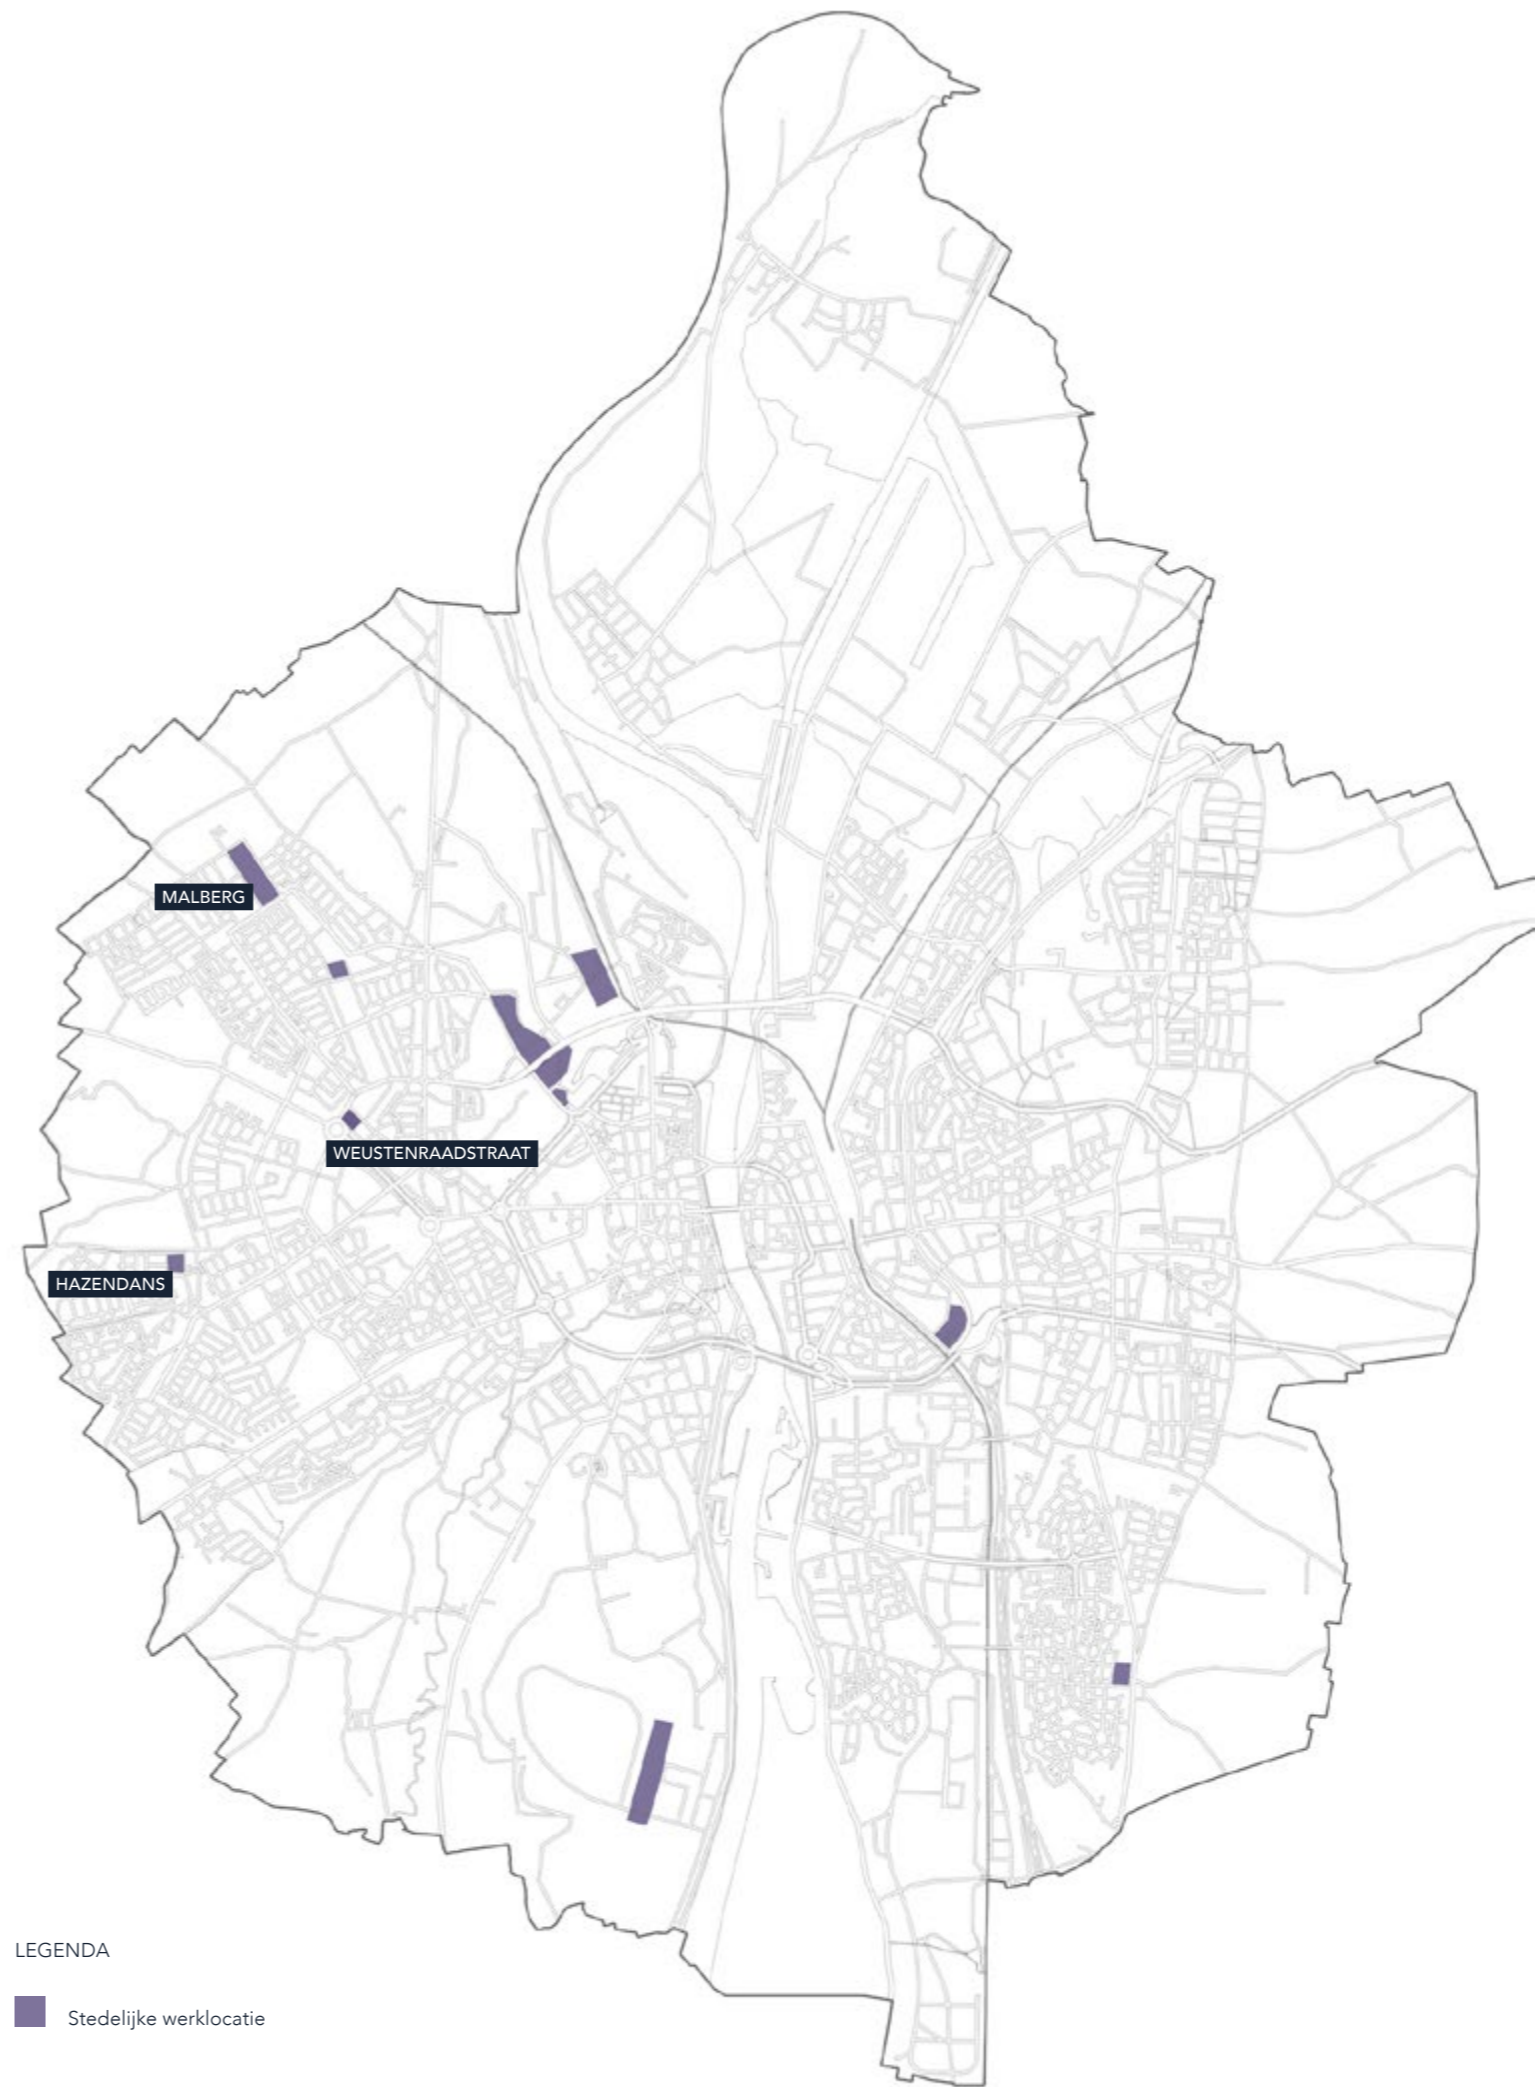 MALBERG
WEUSTENRAADSTRAAT
HAZENDANS
LEGENDA
Stedelijke werklocatie